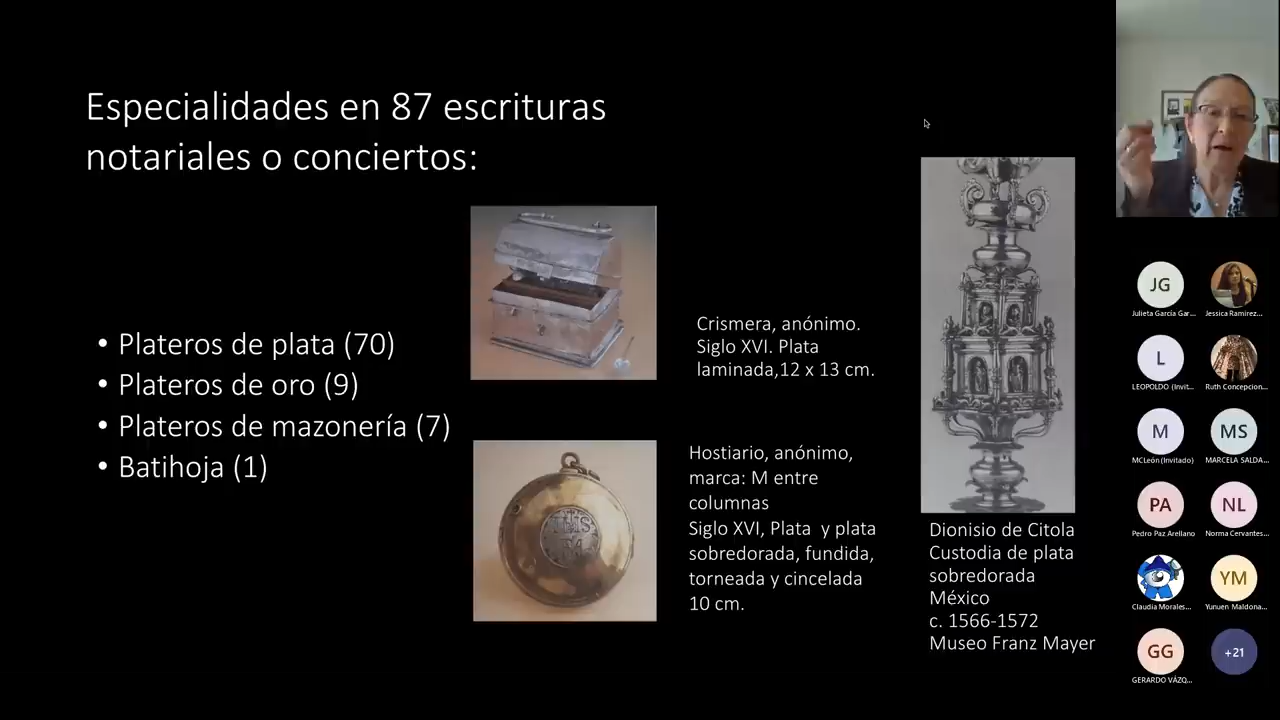 Especialidades en 87 escrituras
notariales o conciertos:
• Plateros de plata (70)
• Plateros de oro (9)
• Plateros de mazonería (7)
• Batihoja (1)
Crismera, anónimo.
Siglo XVI. Plata
laminada,12 x 13 cm.
Hostiario, anónimo,
marca: M entre
columnas
Siglo XVI, Plata y plata
sobredorada, fundida,
torneada y cincelada
10 cm.
Dionisio de Citola
Custodia de plata
sobredorada
México
c. 1566-1572
Museo Franz Mayer
JG
Julieta García Gar...
Jessica Ramírez...
L
LEOPOLDO (Invit...
Ruth Concepcion...
M
MS
MCLeón (Invitado)
MARCELA SALDA...
PA
NL
Pedro Paz Arellano
Norma Cervantes...
YM
Claudia Morales...
Yunuen Maldona...
GG
+21
GERARDO VÁZQ...